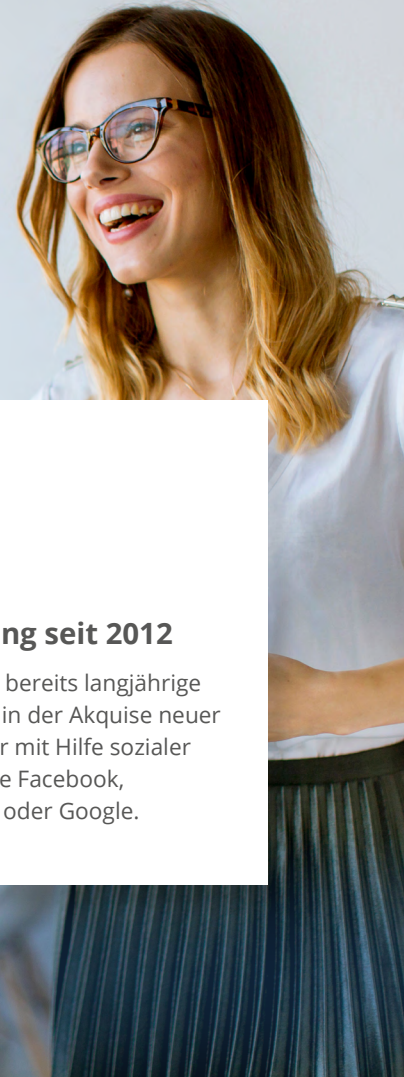 ng seit 2012
bereits langjährige
in der Akquise neuer
r mit Hilfe sozialer
e Facebook,
oder Google.